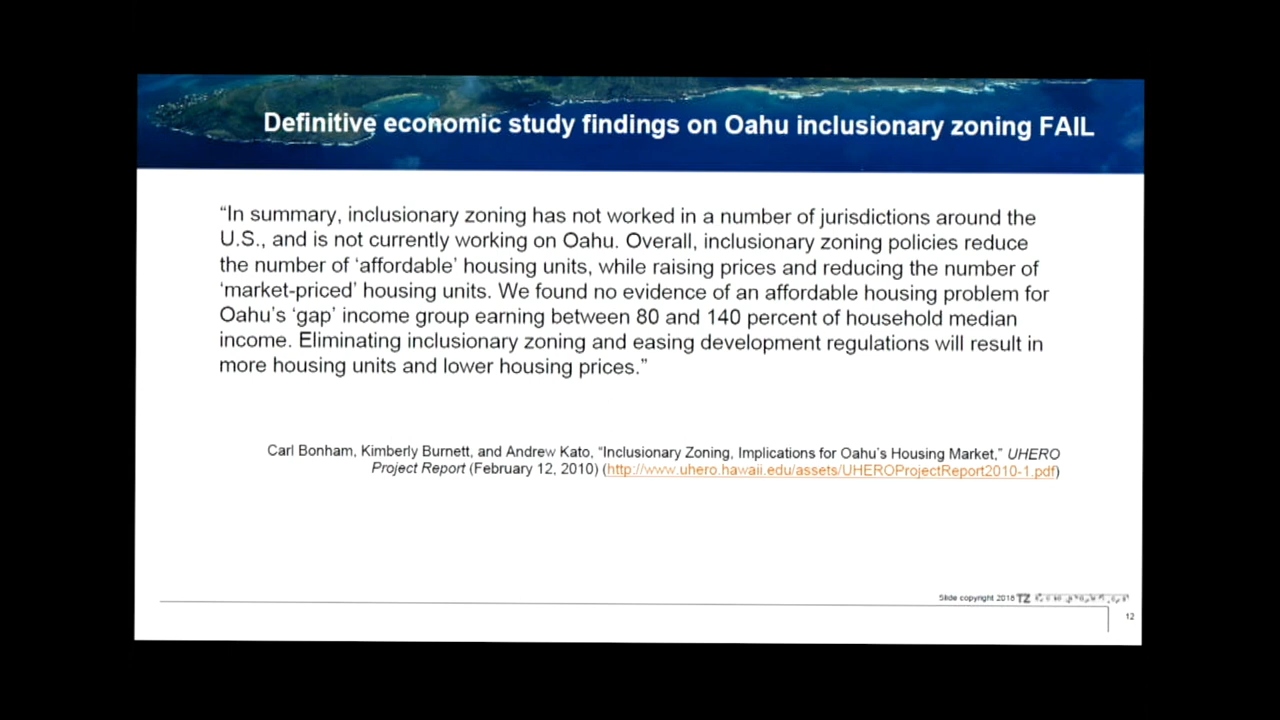 Definitive economic study findings on Oahu inclusionary zoning FAIL
“In summary, inclusionary zoning has not worked in a number of jurisdictions around the
U.S., and is not currently working on Oahu. Overall, inclusionary zoning policies reduce
the number of ‘affordable’ housing units, while raising prices and reducing the number of
‘market-priced’ housing units. We found no evidence of an affordable housing problem for
Oahu’s ‘gap’ income group earning between 80 and 140 percent of household median
income. Eliminating inclusionary zoning and easing development regulations will result in
more housing units and lower housing prices.”
Carl Bonham, Kimberly Burnett, and Andrew Kato, “Inclusionary Zoning, Implications for Oahu’s Housing Market,” UHERO
Project Report (February 12, 2010) (http://www.uhero.hawaii.edu/assets/UHEROProjectReport2010-1.pdf)
Slide copyright 2018 TZ
12